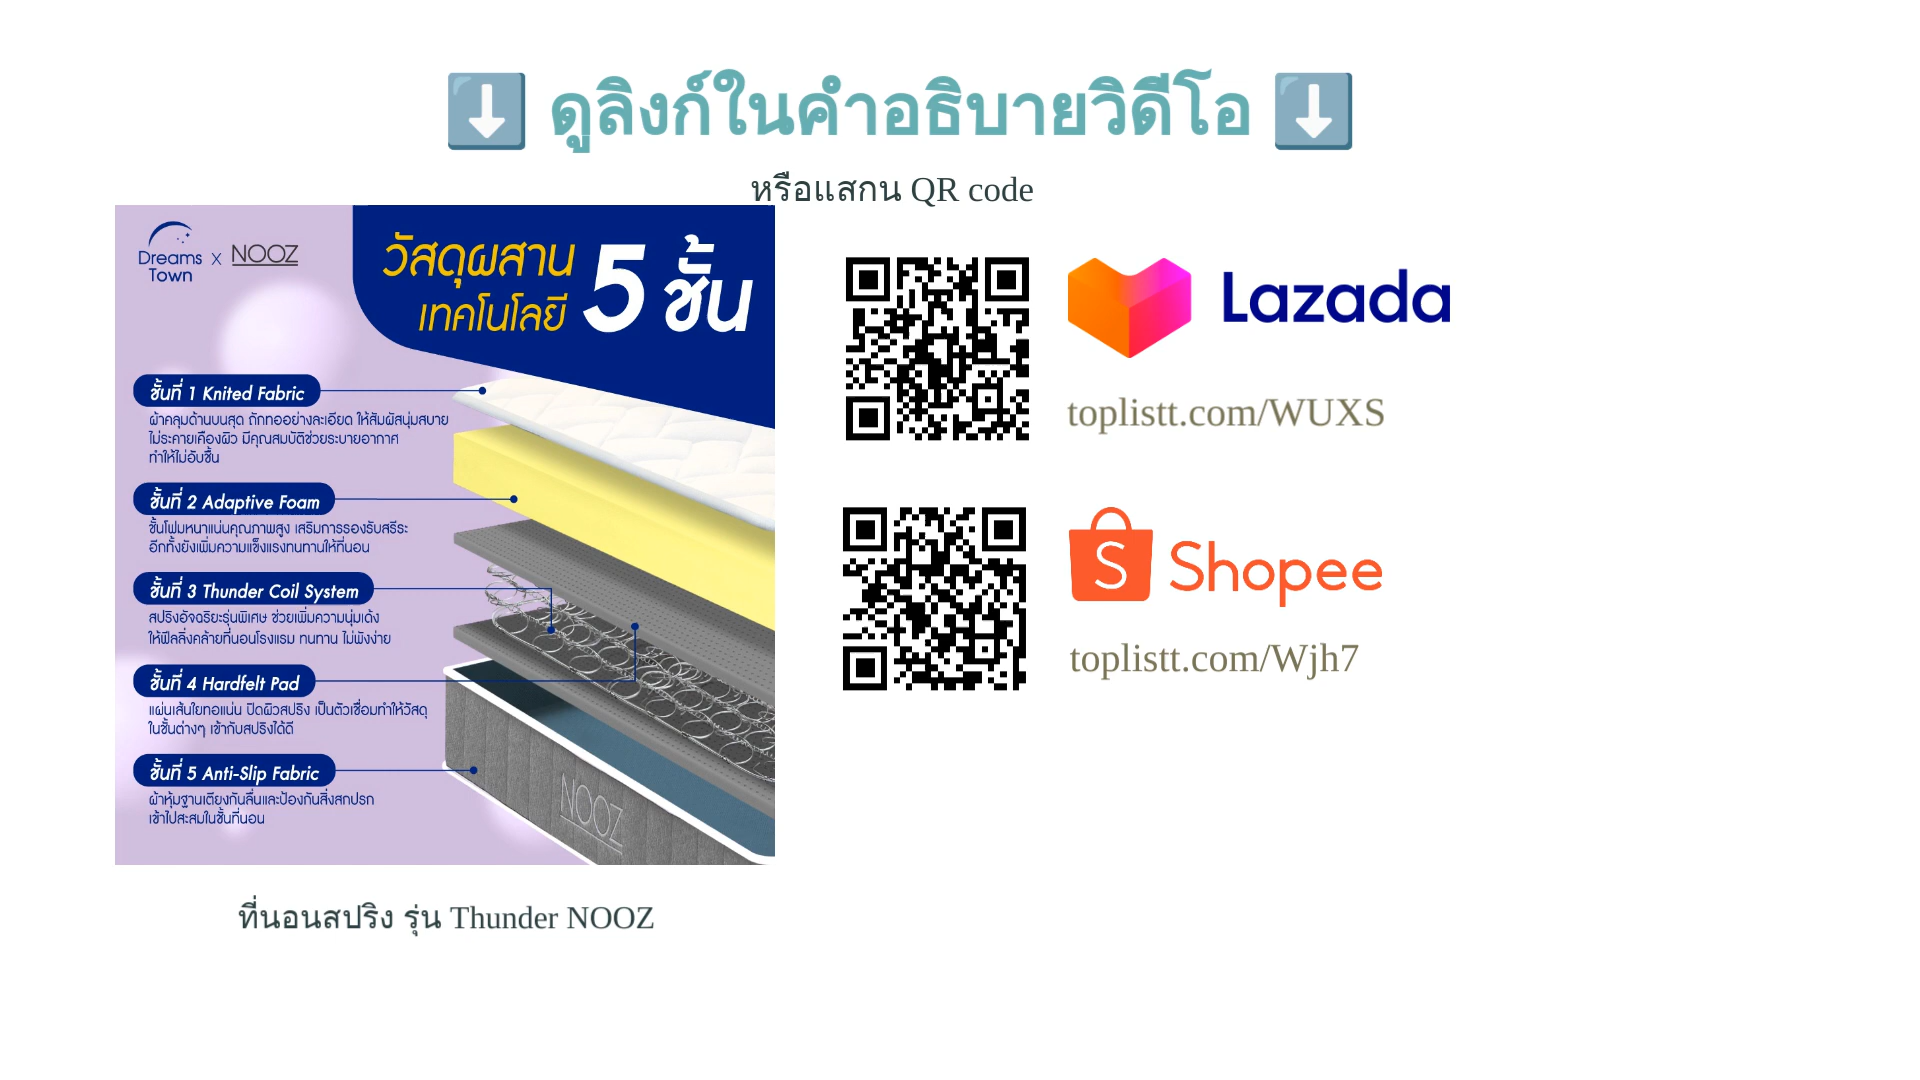 ⬇️ ดูลิงก์ในคำอธิบายวิดีโอ ⬇️
หรือแสกน QR code
Dreams Town X NOOZ
วัสดุผสาน
เทคโนโลยี
5 ชั้น
ชั้นที่ 1 Knited Fabric
ผ้าคลุมด้านบนสุด ถักทออย่างละเอียด ให้สัมผัสนุ่มสบาย
ไม่ระคายเคืองผิว มีคุณสมบัติช่วยระบายอากาศ
ทำให้ไม่อับชื้น
ชั้นที่ 2 Adaptive Foam
ชั้นโฟมหนาแน่นคุณภาพสูง เสริมการรองรับสรีระ
อีกทั้งยังเพิ่มความแข็งแรงทนทานให้ที่นอน
ชั้นที่ 3 Thunder Coil System
สปริงอัจฉริยะรุ่นพิเศษ ช่วยเพิ่มความนุ่มเด้ง
ให้ฟีลลิ่งคล้ายที่นอนโรงแรม ทนทาน ไม่พังง่าย
ชั้นที่ 4 Hardfelt Pad
แผ่นเส้นใยทอแน่น ปิดผิวสปริง เป็นตัวเชื่อมทำให้วัสดุ
ในชั้นต่างๆ เข้ากับสปริงได้ดี
ชั้นที่ 5 Anti-Slip Fabric
ผ้าหุ้มฐานเตียงกันลื่นและป้องกันสิ่งสกปรก
เข้าไปสะสมในชั้นที่นอน
NOOZ
ที่นอนสปริง รุ่น Thunder NOOZ
Lazada
toplistt.com/WUXS
Shopee
toplistt.com/Wjh7